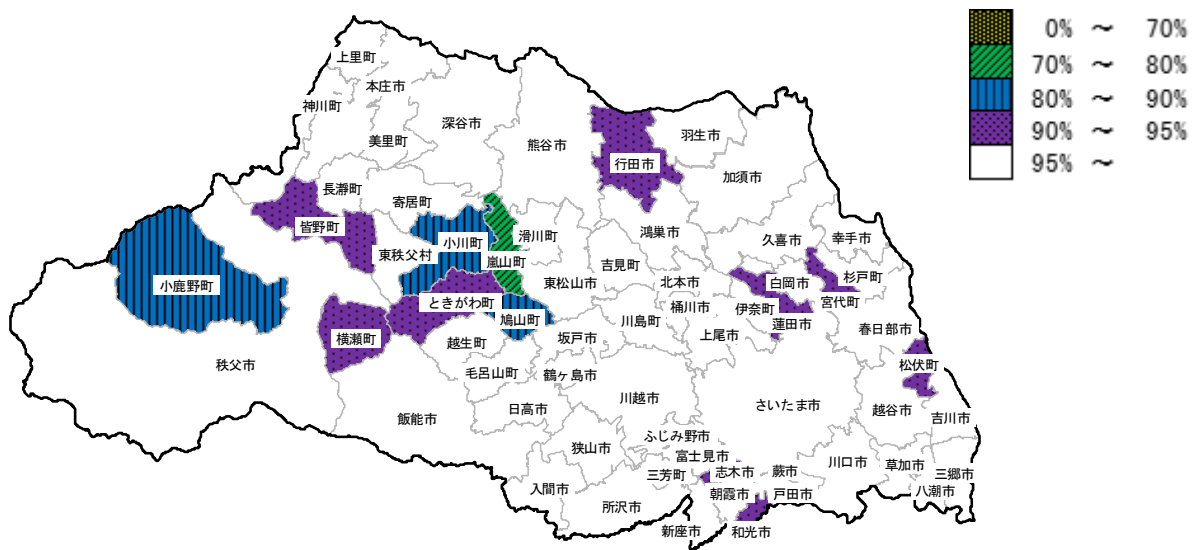 0% ～ 70%
70% ～ 80%
80% ～ 90%
90% ～ 95%
95% ～
上里町
本庄市
神川町
美里町
深谷市
熊谷市
行田市
羽生市
加須市
長瀞町
寄居町
皆野町
小川町
滑川町
嵐山町
東秩父村
小鹿野町
ときがわ町
鳩山町
横瀬町
秩父市
東松山市
吉見町
鴻巣市
久喜市
幸手市
北本市
桶川市
白岡市
杉戸町
宮代町
伊奈町
蓮田市
春日部市
川島町
上尾市
坂戸市
越生町
毛呂山町
鶴ヶ島市
松伏町
飯能市
日高市
川越市
さいたま市
越谷市
吉川市
ふじみ野市
狭山市
富士見市
三芳町
志木市
蕨市
川口市
草加市
三郷市
八潮市
入間市
所沢市
朝霞市
戸田市
新座市
和光市